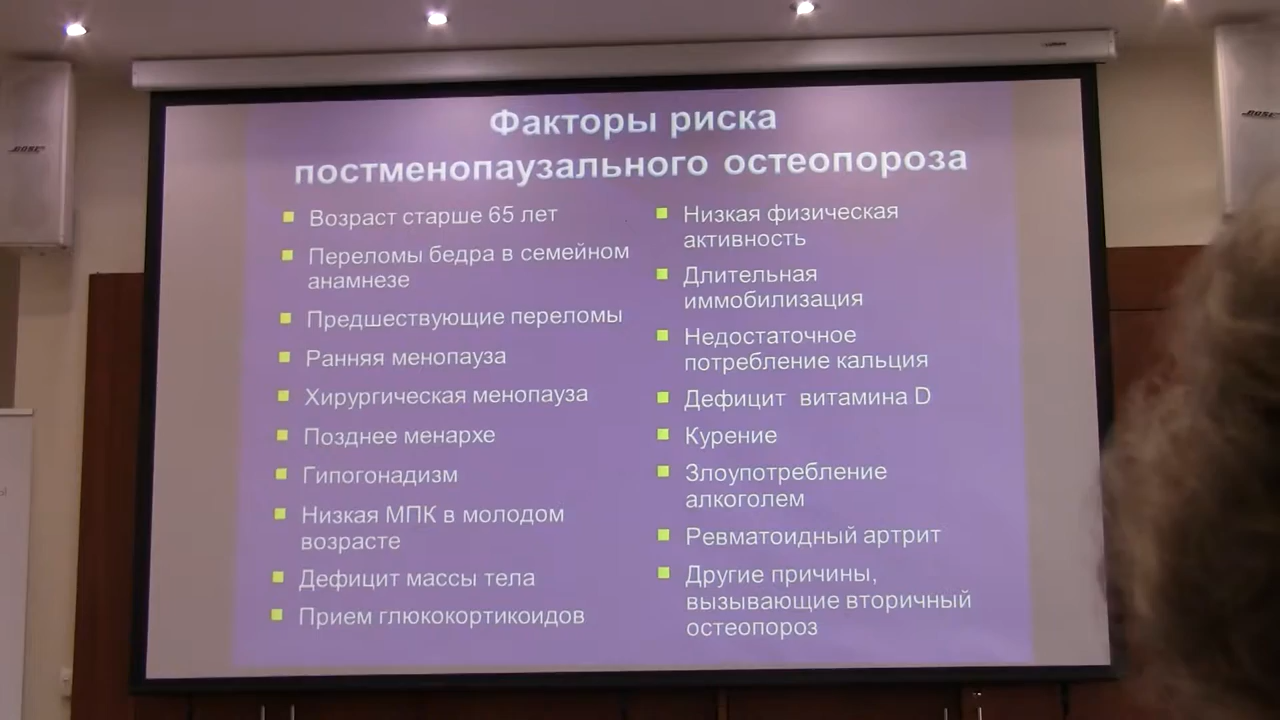 Факторы риска
постменопаузального остеопороза
Возраст старше 65 лет
Переломы бедра в семейном
анамнезе
Предшествующие переломы
Ранняя менопауза
Хирургическая менопауза
Позднее менархе
Гипогонадизм
Низкая МПК в молодом
возрасте
Дефицит массы тела
Прием глюкокортикоидов
Низкая физическая
активность
Длительная
иммобилизация
Недостаточное
потребление кальция
Дефицит витамина D
Курение
Злоупотребление
алкоголем
Ревматоидный артрит
Другие причины,
вызывающие вторичный
остеопороз
BOSE
BOSE